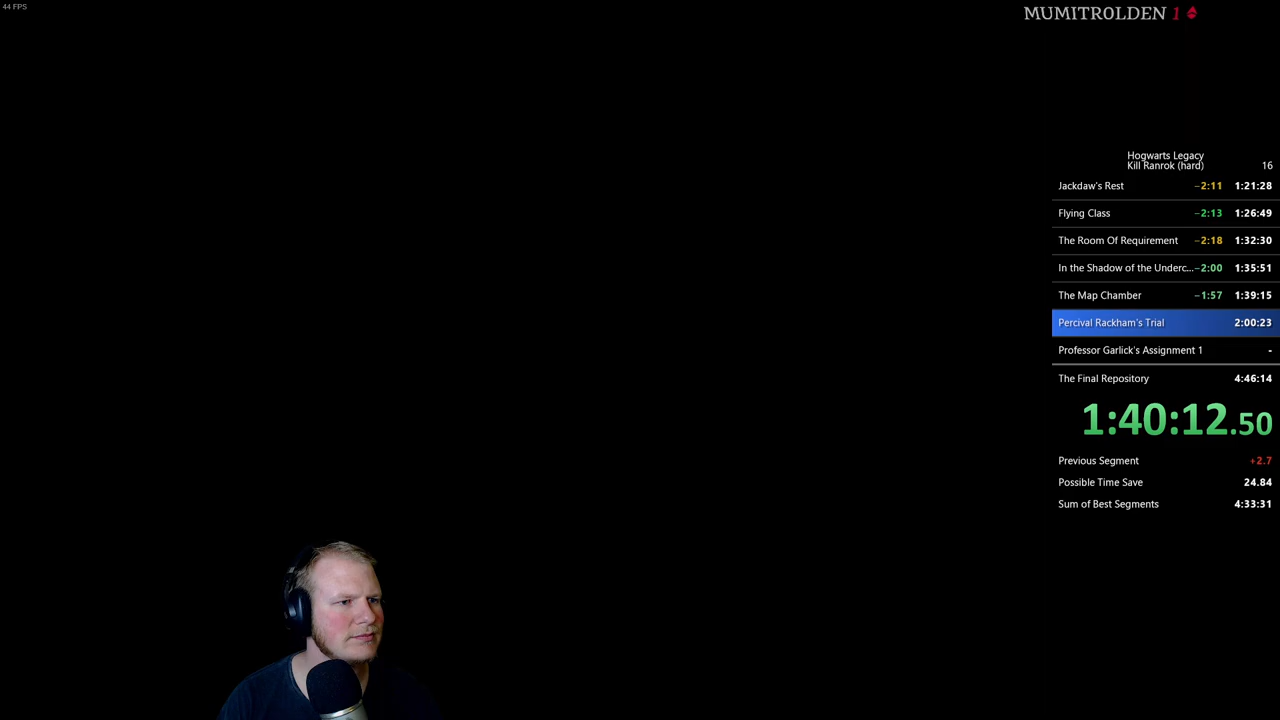 44 FPS
MUMITROLDEN 1
Hogwarts Legacy
Kill Ranrok (hard) 16
Jackdaw's Rest −2:11 1:21:28
Flying Class −2:13 1:26:49
The Room Of Requirement −2:18 1:32:30
In the Shadow of the Underc... −2:00 1:35:51
The Map Chamber −1:57 1:39:15
Percival Rackham's Trial 2:00:23
Professor Garlick's Assignment 1 -
The Final Repository 4:46:14
1:40:12.50
Previous Segment +2.7
Possible Time Save 24.84
Sum of Best Segments 4:33:31